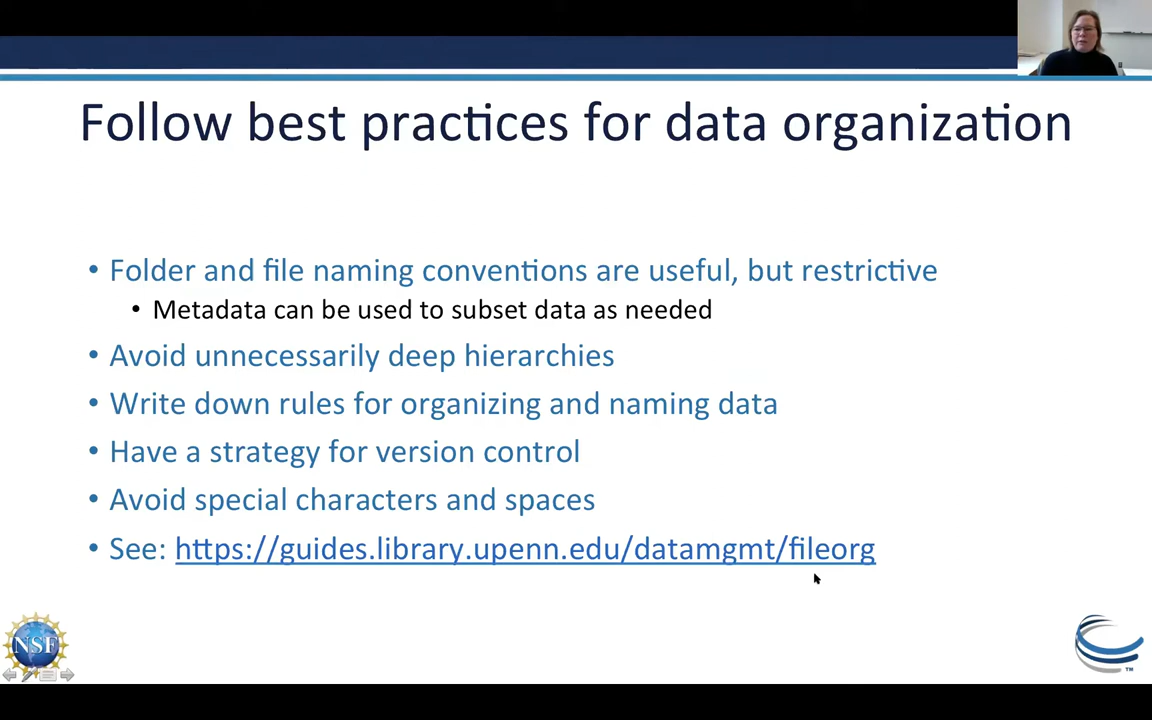 Follow best practices for data organization
• Folder and file naming conventions are useful, but restrictive
• Metadata can be used to subset data as needed
• Avoid unnecessarily deep hierarchies
• Write down rules for organizing and naming data
• Have a strategy for version control
• Avoid special characters and spaces
• See: https://guides.library.upenn.edu/datamgmt/fileorg
NSF
TM